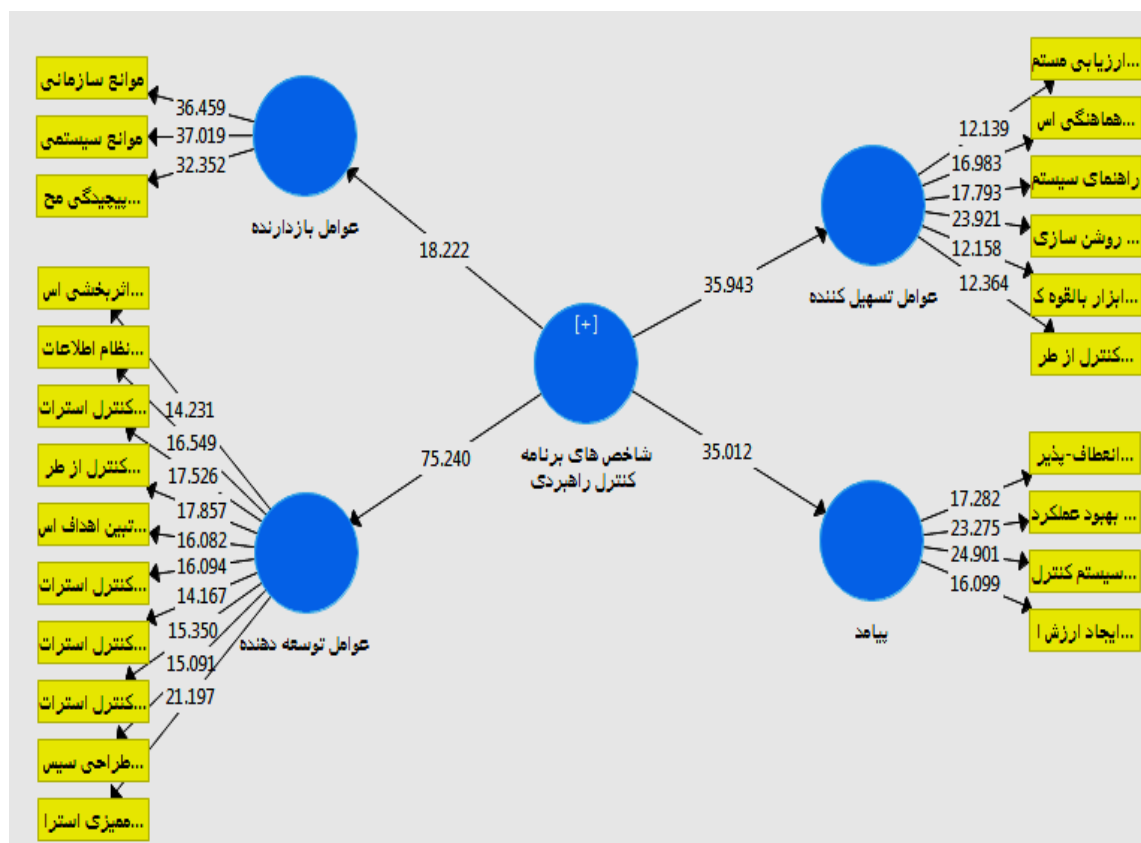 موانع سازمانی
موانع سیستمی
...پیچیدگی مح
36.459
37.019
32.352
عوامل بازدارنده
18.222
...ارزیابی مستم
...هماهنگی اس
راهنمای سیستم
... روشن سازی
...ابزار بالقوه ک
...کنترل از طر
12.139
16.983
17.793
23.921
12.158
12.364
عوامل تسهیل کننده
35.943
[+]
شاخص های برنامه
کنترل راهبردی
...اثربخشی اس
...نظام اطلاعات
...کنترل استرات
...کنترل از طر
...تبین اهداف اس
...کنترل استرات
...کنترل استرات
...کنترل استرات
...طراحی سیس
...ممیزی استرا
14.231
16.549
17.526
17.857
16.082
16.094
14.167
15.350
15.091
21.197
عوامل توسعه دهنده
75.240
35.012
...انعطاف-پذیر
... بهبود عملکرد
...سیستم کنترل
...ایجاد ارزش ا
17.282
23.275
24.901
16.099
پیامد